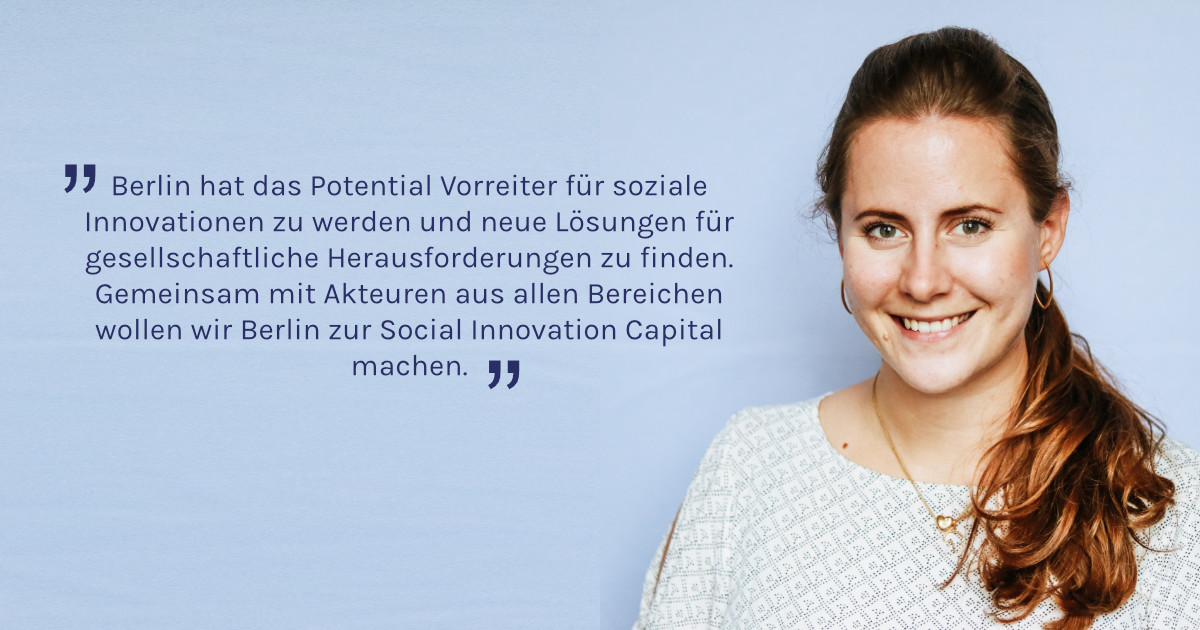 ” Berlin hat das Potential Vorreiter für soziale
Innovationen zu werden und neue Lösungen für
gesellschaftliche Herausforderungen zu finden.
Gemeinsam mit Akteuren aus allen Bereichen
wollen wir Berlin zur Social Innovation Capital
machen. ”